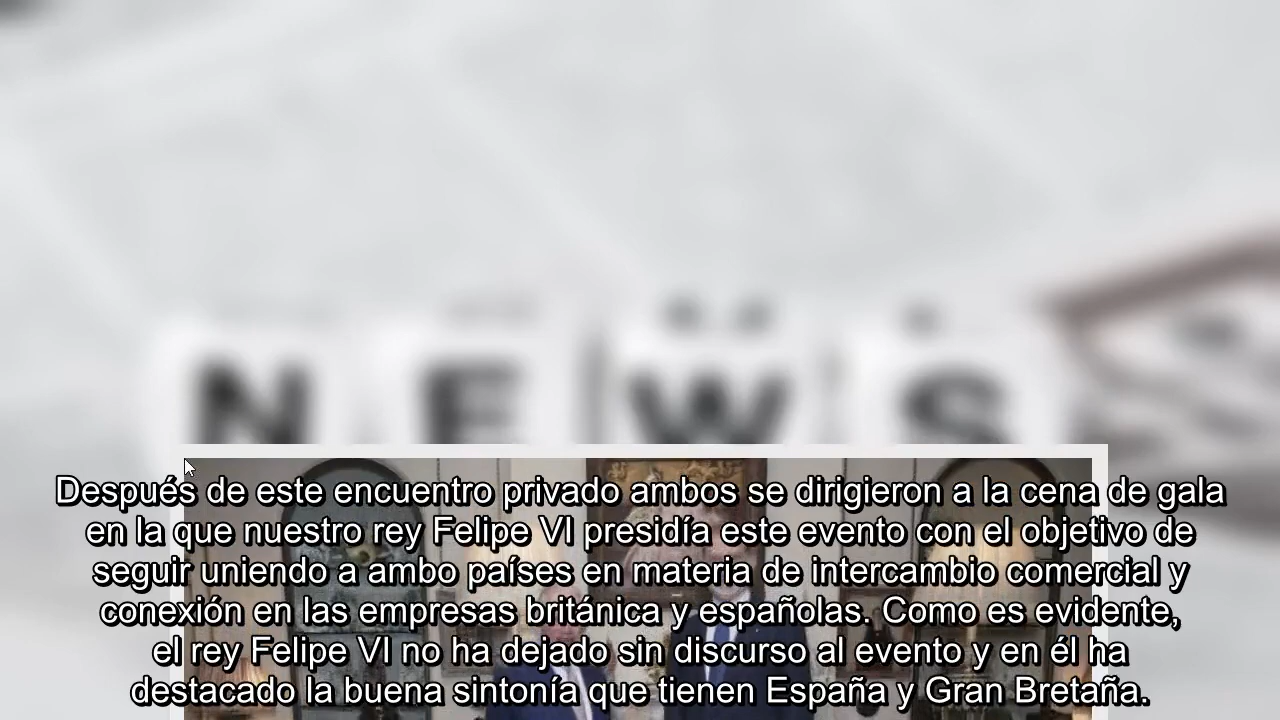 NEWS
Después de este encuentro privado ambos se dirigieron a la cena de gala
en la que nuestro rey Felipe VI presidía este evento con el objetivo de
seguir uniendo a ambo países en materia de intercambio comercial y
conexión en las empresas británica y españolas. Como es evidente,
el rey Felipe VI no ha dejado sin discurso al evento y en él ha
destacado la buena sintonía que tienen España y Gran Bretaña.